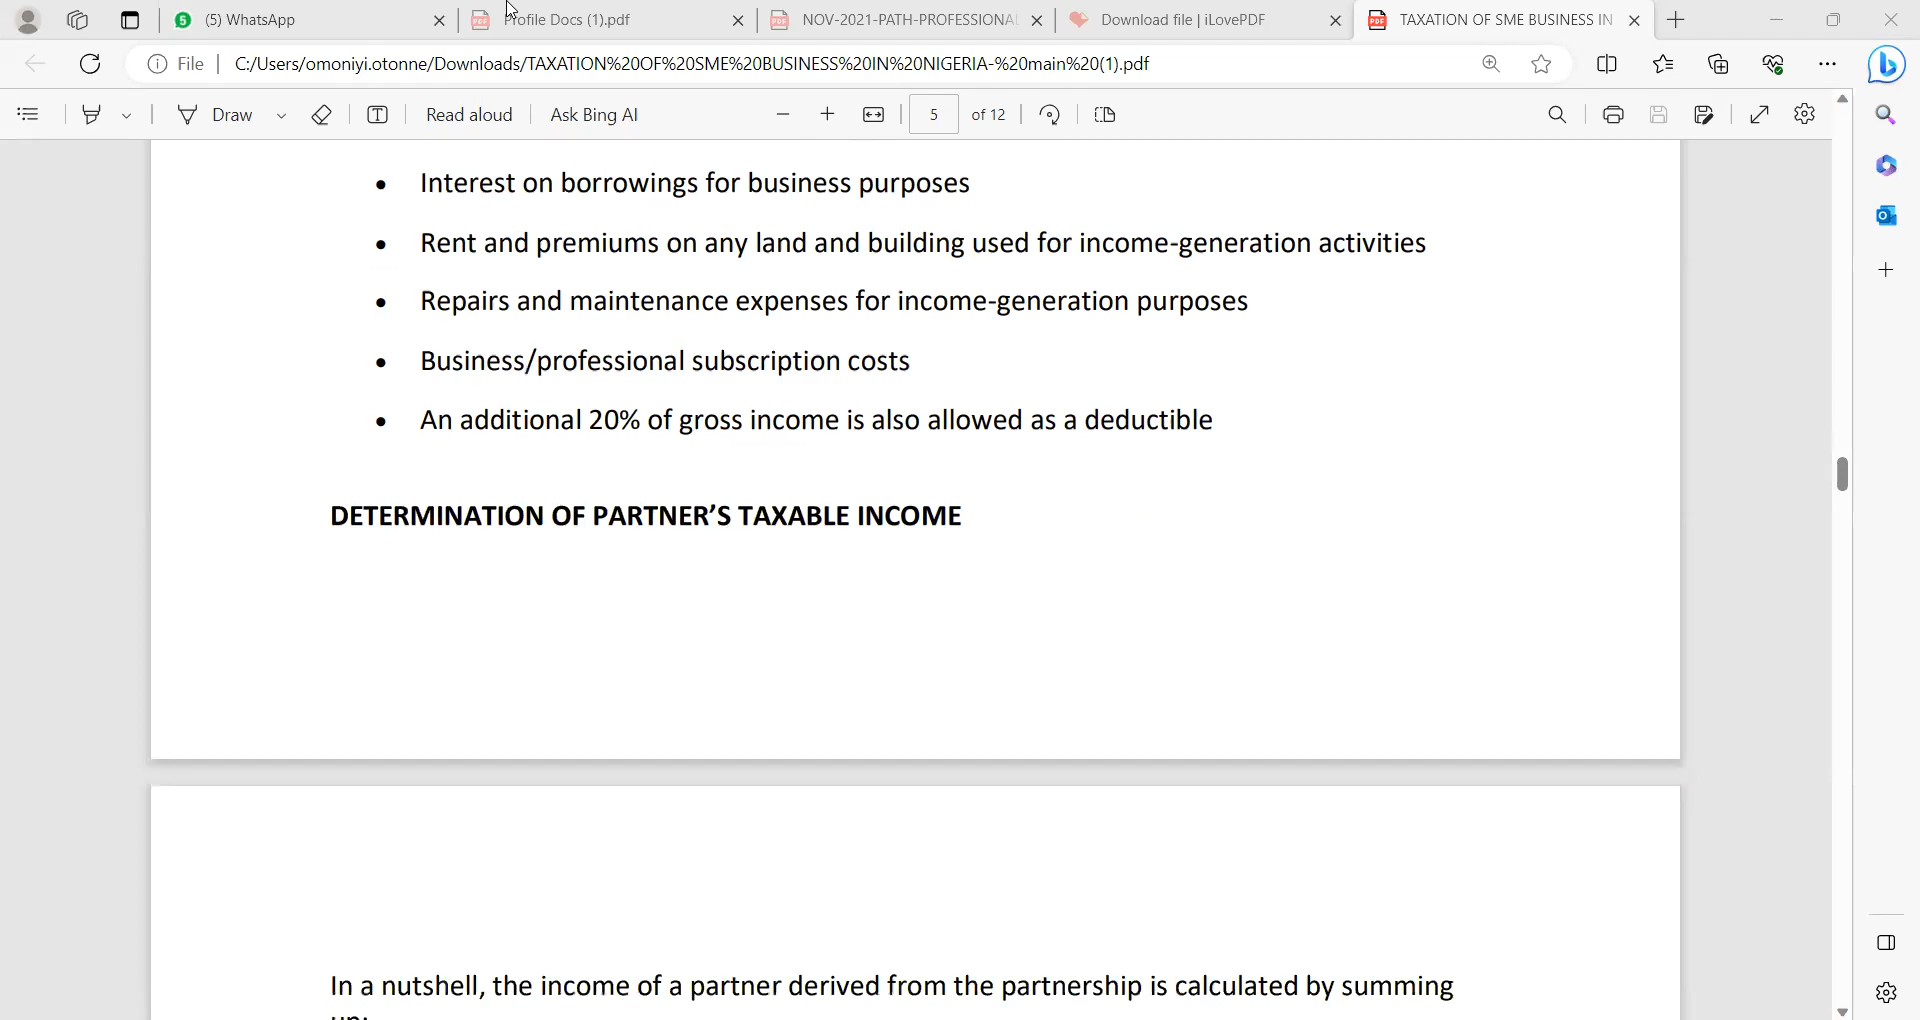 5 (5) WhatsApp
Profile Docs (1).pdf
NOV-2021-PATH-PROFESSIONAL
Download file | iLovePDF
TAXATION OF SME BUSINESS IN
File
C:/Users/omoniyi.otonne/Downloads/TAXATION%20OF%20SME%20BUSINESS%20IN%20NIGERIA-%20main%20(1).pdf
Draw
Read aloud
Ask Bing AI
5 of 12
• Interest on borrowings for business purposes
• Rent and premiums on any land and building used for income-generation activities
• Repairs and maintenance expenses for income-generation purposes
• Business/professional subscription costs
• An additional 20% of gross income is also allowed as a deductible
DETERMINATION OF PARTNER’S TAXABLE INCOME
In a nutshell, the income of a partner derived from the partnership is calculated by summing
up: